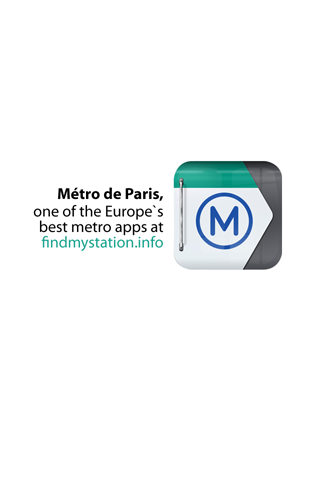 Métro de Paris,
one of the Europe`s
best metro apps at
findmystation.info
M